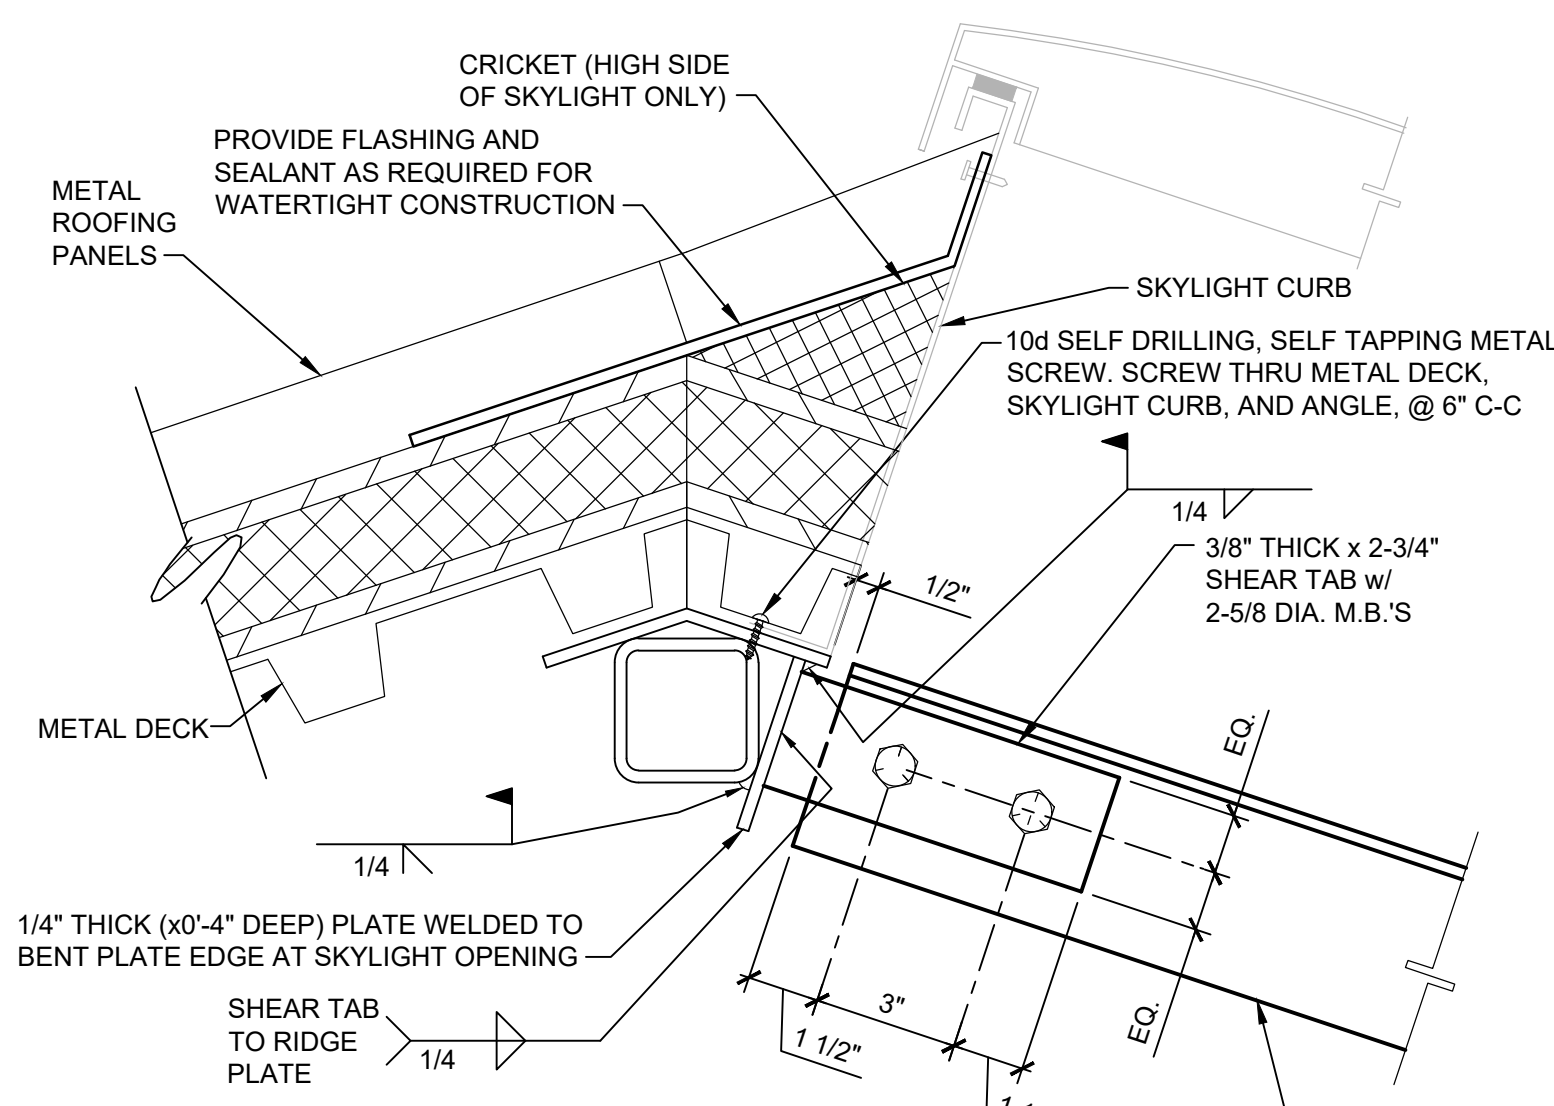 CRICKET (HIGH SIDE
OF SKYLIGHT ONLY)
PROVIDE FLASHING AND
SEALANT AS REQUIRED FOR
WATERTIGHT CONSTRUCTION
METAL
ROOFING
PANELS
SKYLIGHT CURB
10d SELF DRILLING, SELF TAPPING METAL
SCREW. SCREW THRU METAL DECK,
SKYLIGHT CURB, AND ANGLE, @ 6" C-C
1/4
3/8" THICK x 2-3/4"
SHEAR TAB w/
2-5/8 DIA. M.B.'S
1/2"
METAL DECK
EQ.
1/4
1/4" THICK (x0'-4" DEEP) PLATE WELDED TO
BENT PLATE EDGE AT SKYLIGHT OPENING
SHEAR TAB
TO RIDGE
PLATE
1/4
3"
1 1/2"
EQ.